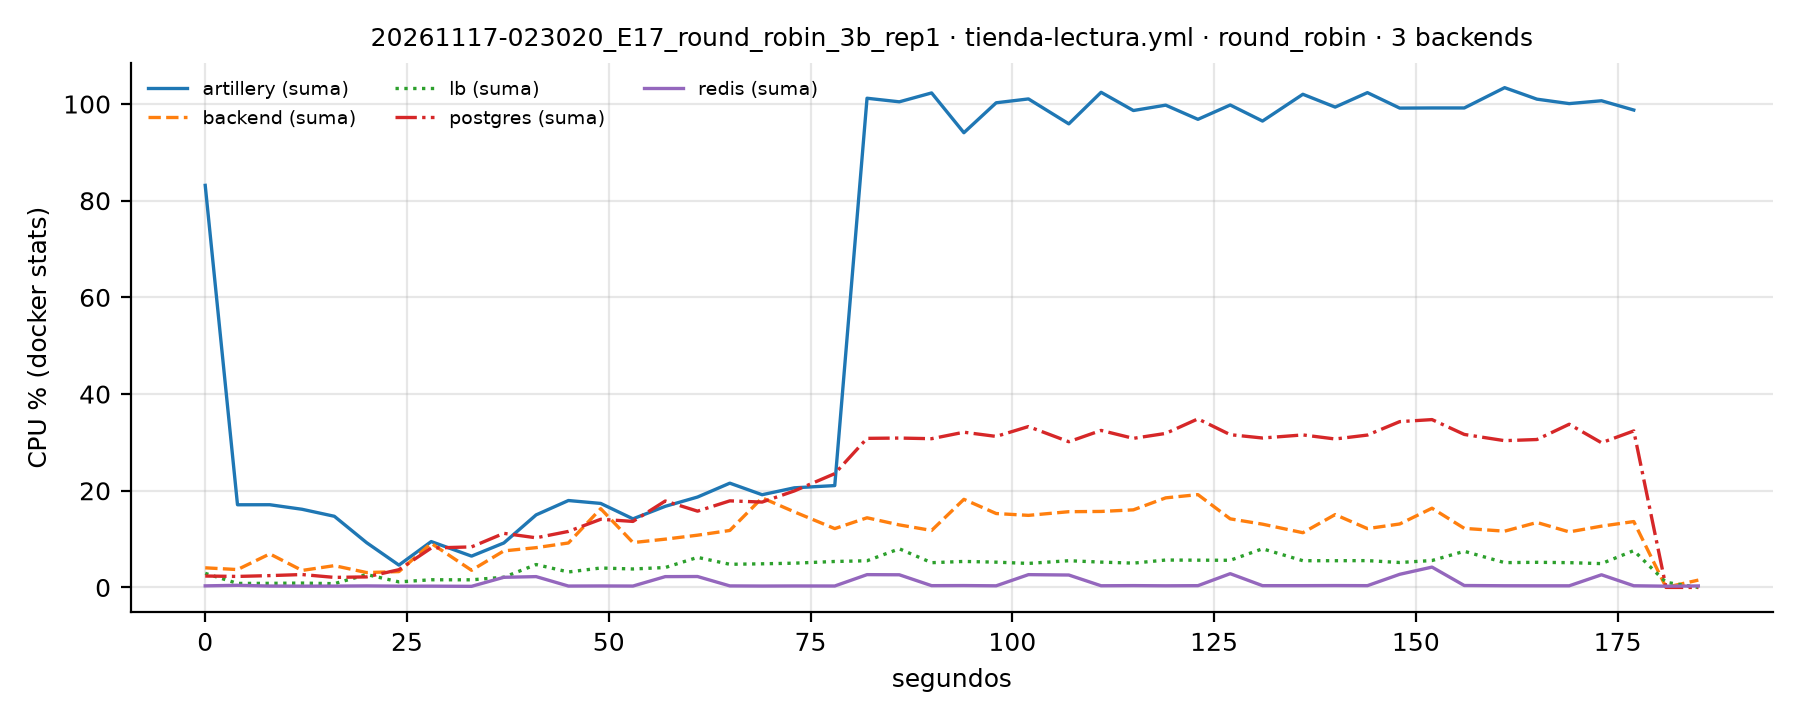 20261117-023020_E17_round_robin_3b_rep1 · tienda-lectura.yml · round_robin · 3 backends
artillery (suma)
backend (suma)
lb (suma)
postgres (suma)
redis (suma)
CPU % (docker stats)
100
80
60
40
20
0
0 25 50 75 100 125 150 175
segundos